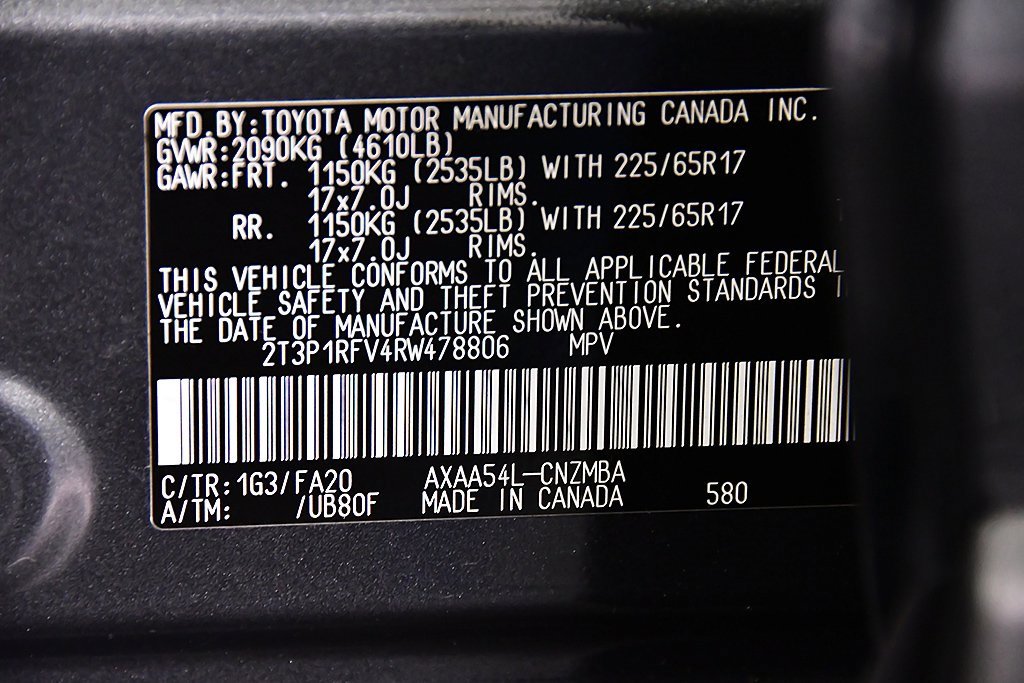 MFD.BY:TOYOTA MOTOR MANUFACTURING CANADA INC.
GVWR:2090KG (4610LB)
GAWR:FRT. 1150KG (2535LB) WITH 225/65R17
17x7.0J RIMS.
RR. 1150KG (2535LB) WITH 225/65R17
17x7.0J RIMS.
THIS VEHICLE CONFORMS TO ALL APPLICABLE FEDERAL
VEHICLE SAFETY AND THEFT PREVENTION STANDARDS
THE DATE OF MANUFACTURE SHOWN ABOVE.
2T3P1RFV4RW478806 MPV
C/TR:1G3/FA20 AXAA54L-CNZMBA
A/TM: /UB80F MADE IN CANADA 580